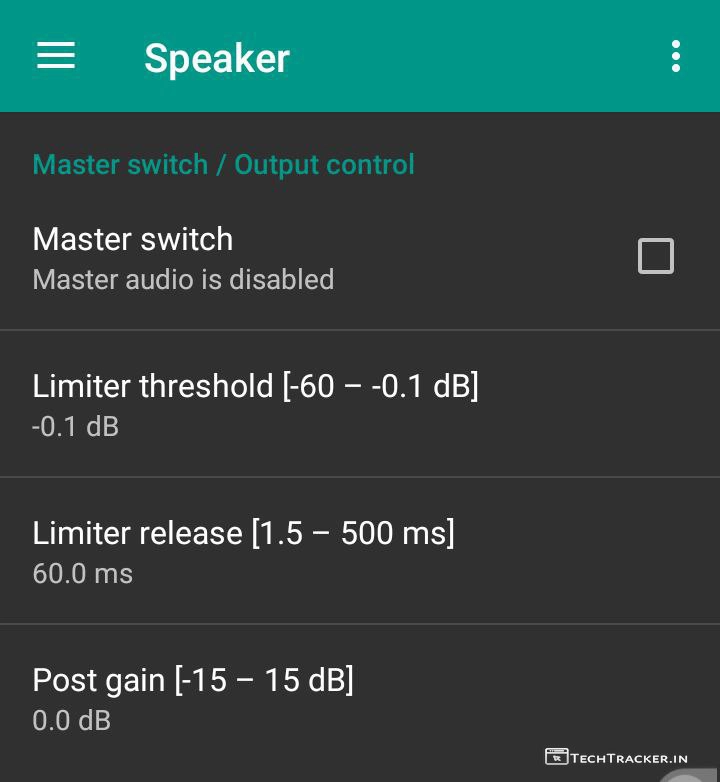 Speaker
Master switch / Output control
Master switch
Master audio is disabled
Limiter threshold [-60 – -0.1 dB]
-0.1 dB
Limiter release [1.5 – 500 ms]
60.0 ms
Post gain [-15 – 15 dB]
0.0 dB
TECHTRACKER.IN